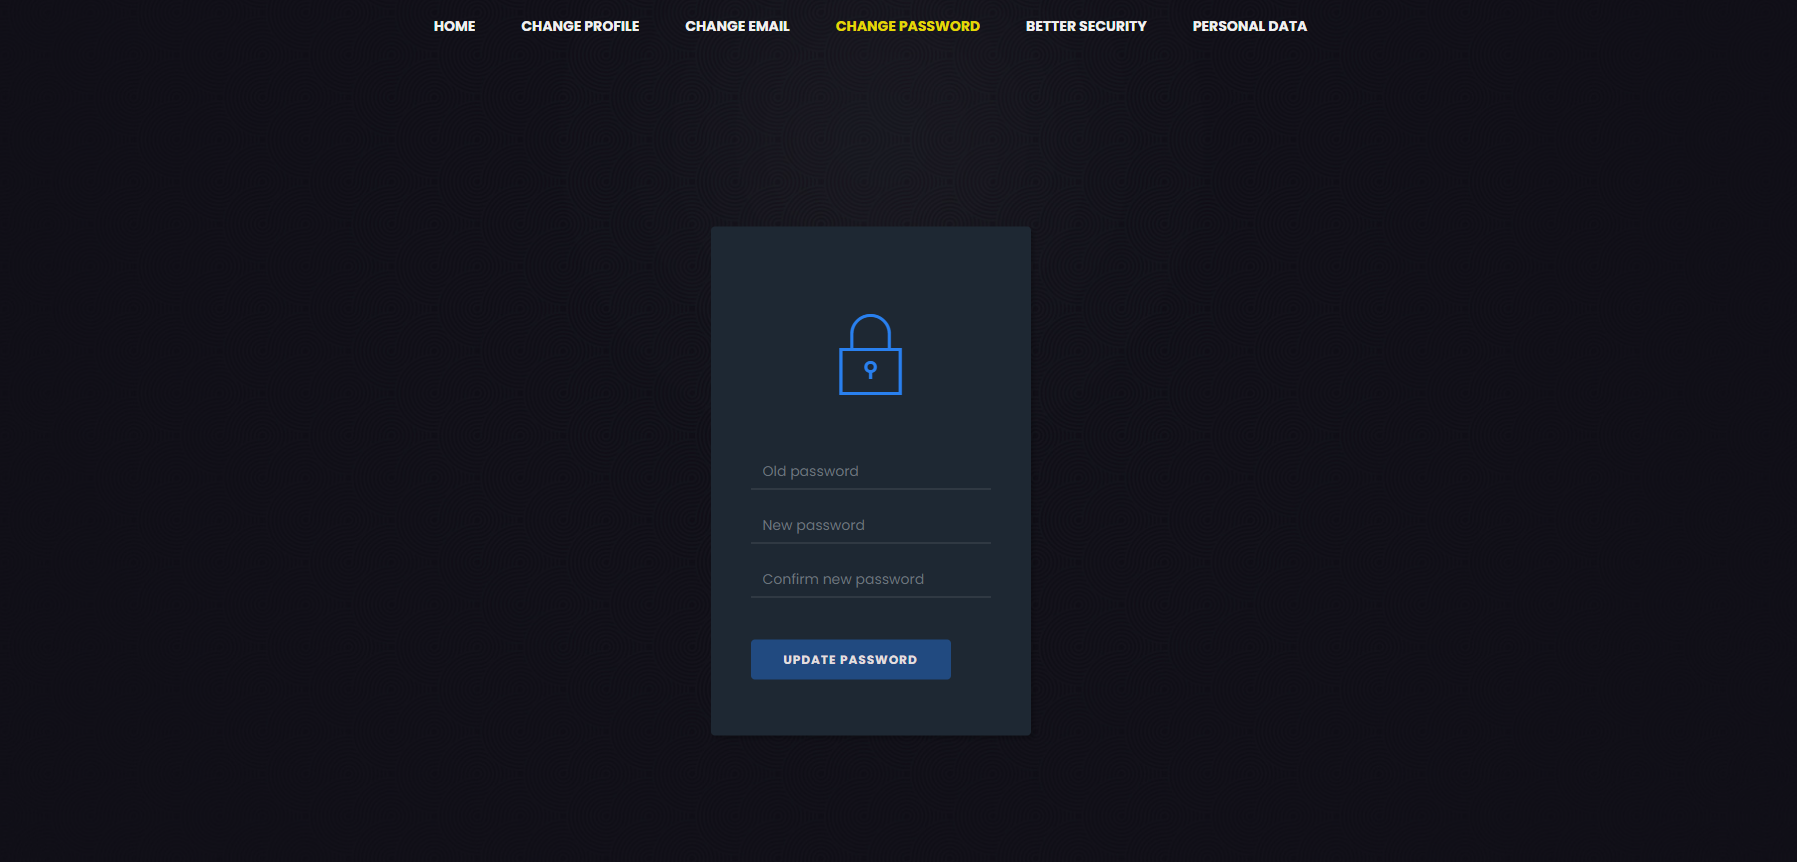 HOME CHANGE PROFILE CHANGE EMAIL CHANGE PASSWORD BETTER SECURITY PERSONAL DATA
Old password
New password
Confirm new password
UPDATE PASSWORD